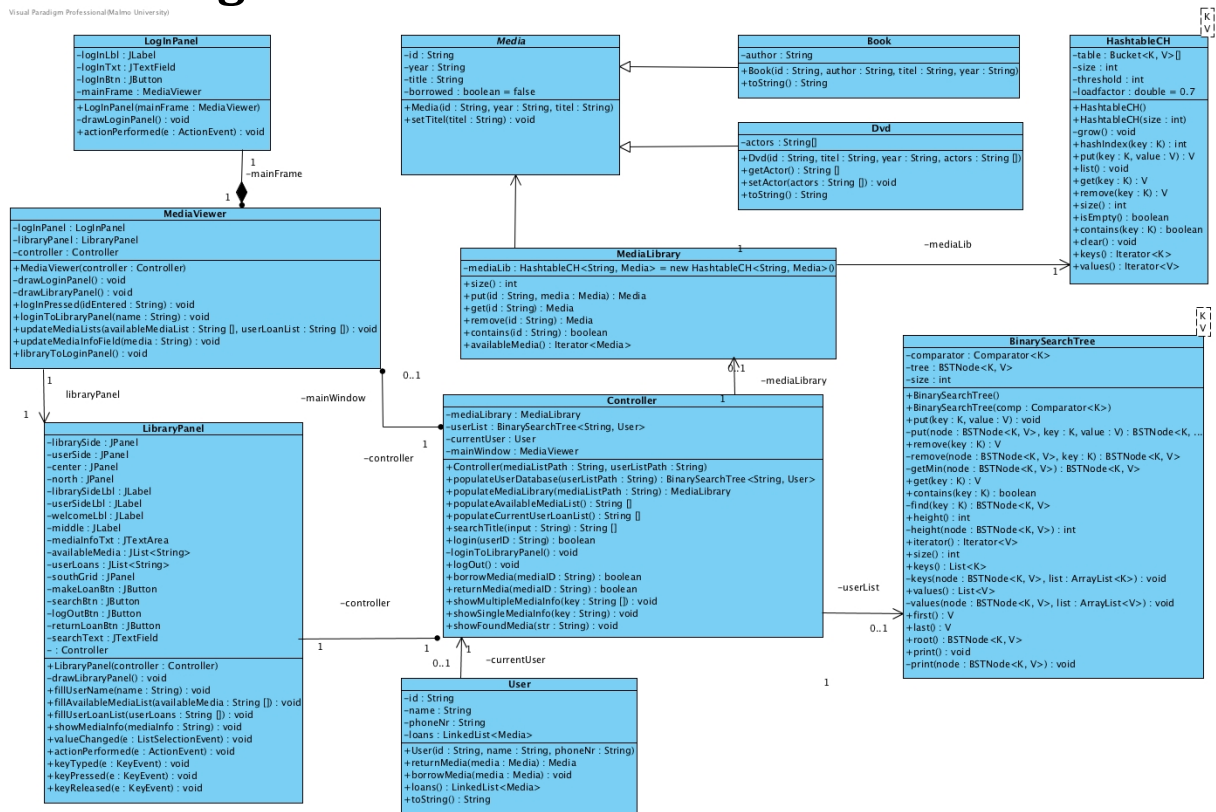 Visual Paradigm Professional(Malmo University)
LogInPanel
-logInLbl : JLabel
-logInTxt : JTextField
-logInBtn : JButton
-mainFrame : MediaViewer
+LogInPanel(mainFrame : MediaViewer)
-drawLoginPanel() : void
+actionPerformed(e : ActionEvent) : void
1
-mainFrame
1
Media
-id : String
-year : String
-title : String
-borrowed : boolean = false
+Media(id : String, year : String, titel : String)
+setTitel(titel : String) : void
Book
-author : String
+Book(id : String, author : String, titel : String, year : String)
+toString() : String
Dvd
-actors : String[]
+Dvd(id : String, titel : String, year : String, actors : String [])
+getActor() : String []
+setActor(actors : String []) : void
+toString() : String
K
V
HashtableCH
-table : Bucket<K, V>[]
-size : int
-threshold : int
-loadfactor : double = 0.7
+HashtableCH()
+HashtableCH(size : int)
-grow() : void
-hashIndex(key : K) : int
+put(key : K, value : V) : V
+list() : void
+get(key : K) : V
+remove(key : K) : V
+size() : int
+isEmpty() : boolean
+contains(key : K) : boolean
+clear() : void
+keys() : Iterator<K>
+values() : Iterator<V>
MediaViewer
-logInPanel : LogInPanel
-libraryPanel : LibraryPanel
-controller : Controller
+MediaViewer(controller : Controller)
-drawLoginPanel() : void
-drawLibraryPanel() : void
+logInPressed(idEntered : String) : void
+loginToLibraryPanel(name : String) : void
+updateMediaLists(availableMediaList : String [], userLoanList : String []) : void
+updateMediaInfoField(media : String) : void
+libraryToLoginPanel() : void
MediaLibrary
-mediaLib : HashtableCH<String, Media> = new HashtableCH<String, Media>()
+size() : int
+put(id : String, media : Media) : Media
+get(id : String) : Media
+remove(id : String) : Media
+contains(id : String) : boolean
+availableMedia() : Iterator<Media>
1
-mediaLib
1
K
V
BinarySearchTree
-comparator : Comparator<K>
-tree : BSTNode<K, V>
-size : int
+BinarySearchTree()
+BinarySearchTree(comp : Comparator<K>)
+put(key : K, value : V) : void
-put(node : BSTNode<K, V>, key : K, value : V) : BSTNode<K, ...
+remove(key : K) : V
-remove(node : BSTNode<K, V>, key : K) : BSTNode<K, V>
-getMin(node : BSTNode<K, V>) : BSTNode<K, V>
+get(key : K) : V
+contains(key : K) : boolean
-find(key : K) : BSTNode<K, V>
+height() : int
-height(node : BSTNode<K, V>) : int
+iterator() : Iterator<V>
+size() : int
+keys() : List<K>
-keys(node : BSTNode<K, V>, list : ArrayList<K>) : void
+values() : List<V>
-values(node : BSTNode<K, V>, list : ArrayList<V>) : void
+first() : V
+last() : V
+root() : BSTNode<K, V>
+print() : void
-print(node : BSTNode<K, V>) : void
1
libraryPanel
1
0..1
-mainWindow
1
-controller
0..1
-mediaLibrary
1
Controller
-mediaLibrary : MediaLibrary
-userList : BinarySearchTree<String, User>
-currentUser : User
-mainWindow : MediaViewer
+Controller(mediaListPath : String, userListPath : String)
+populateUserDatabase(userListPath : String) : BinarySearchTree<String, User>
+populateMediaLibrary(mediaListPath : String) : MediaLibrary
+populateAvailableMediaList() : String []
+populateCurrentUserLoanList() : String []
+searchTitle(input : String) : String []
+login(userID : String) : boolean
-loginToLibraryPanel() : void
+logOut() : void
+borrowMedia(mediaID : String) : boolean
+returnMedia(mediaID : String) : boolean
+showMultipleMediaInfo(key : String []) : void
+showSingleMediaInfo(key : String) : void
+showFoundMedia(str : String) : void
-userList
0..1
1
LibraryPanel
-librarySide : JPanel
-userSide : JPanel
-center : JPanel
-north : JPanel
-librarySideLbl : JLabel
-userSideLbl : JLabel
-welcomeLbl : JLabel
-middle : JLabel
-mediaInfoTxt : JTextArea
-availableMedia : JList<String>
-userLoans : JList<String>
-southGrid : JPanel
-makeLoanBtn : JButton
-searchBtn : JButton
-logOutBtn : JButton
-returnLoanBtn : JButton
-searchText : JTextField
- : Controller
+LibraryPanel(controller : Controller)
-drawLibraryPanel() : void
+fillUserName(name : String) : void
+fillAvailableMediaList(availableMedia : String [])
+fillUserLoanList(userLoans : String []) : void
+showMediaInfo(mediaInfo : String) : void
+valueChanged(e : ListSelectionEvent) : void
+actionPerformed(e : ActionEvent) : void
+keyTyped(e : KeyEvent) : void
+keyPressed(e : KeyEvent) : void
+keyReleased(e : KeyEvent) : void
-controller
1
1
1
0..1
-currentUser
User
-id : String
-name : String
-phoneNr : String
-loans : LinkedList<Media>
+User(id : String, name : String, phoneNr : String)
+returnMedia(media : Media) : Media
+borrowMedia(media : Media) : void
+loans() : LinkedList<Media>
+toString() : String